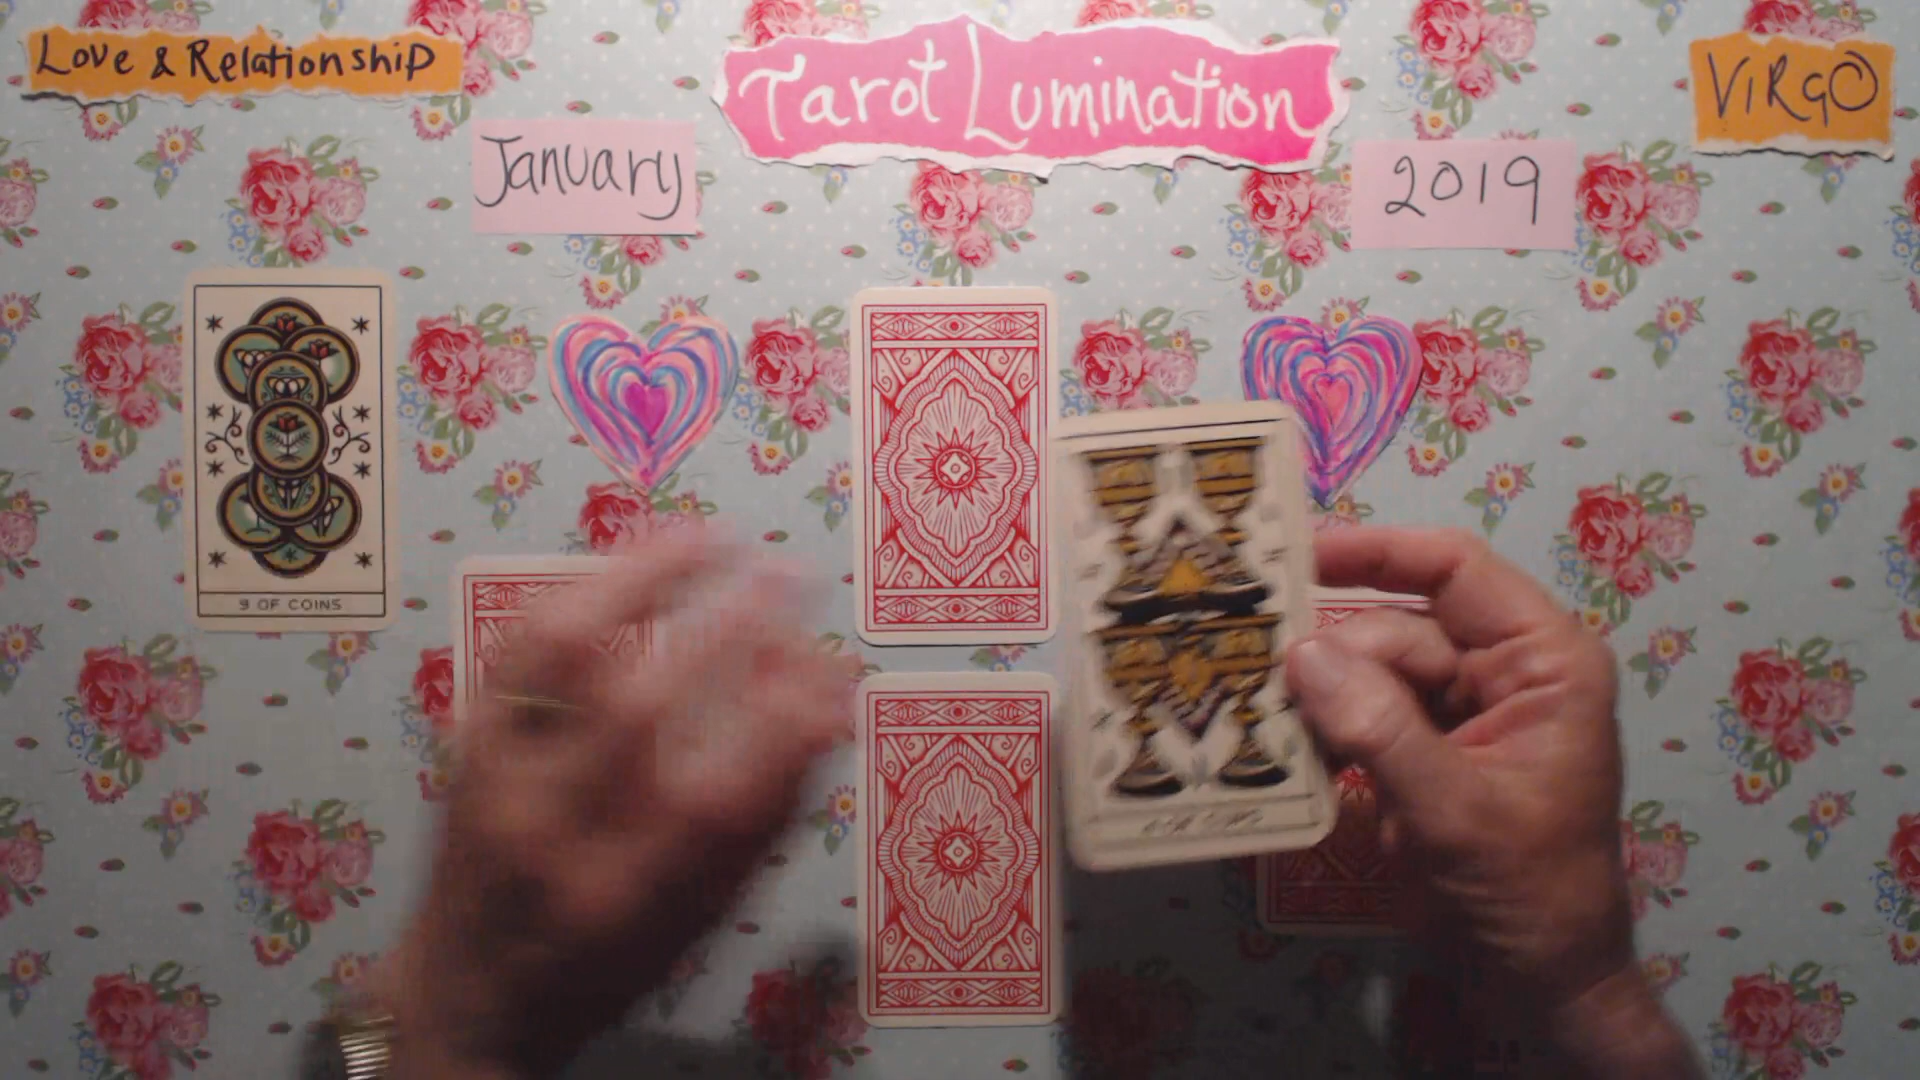 Love & Relationship
Tarot Lumination
VIRGO
January
2019
9 OF COINS